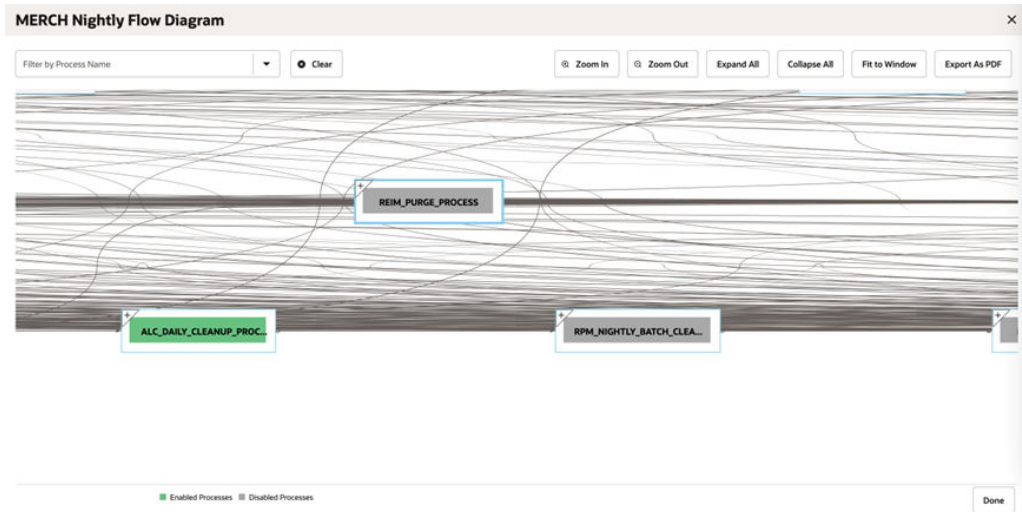 MERCH Nightly Flow Diagram
Filter by Process Name
Clear
Zoom In
Zoom Out
Expand All
Collapse All
Fit to Window
Export As PDF
REIM_PURGE_PROCESS
ALC_DAILY_CLEANUP_PROC...
RPM_NIGHTLY_BATCH_CLEA...
Enabled Processes
Disabled Processes
Done